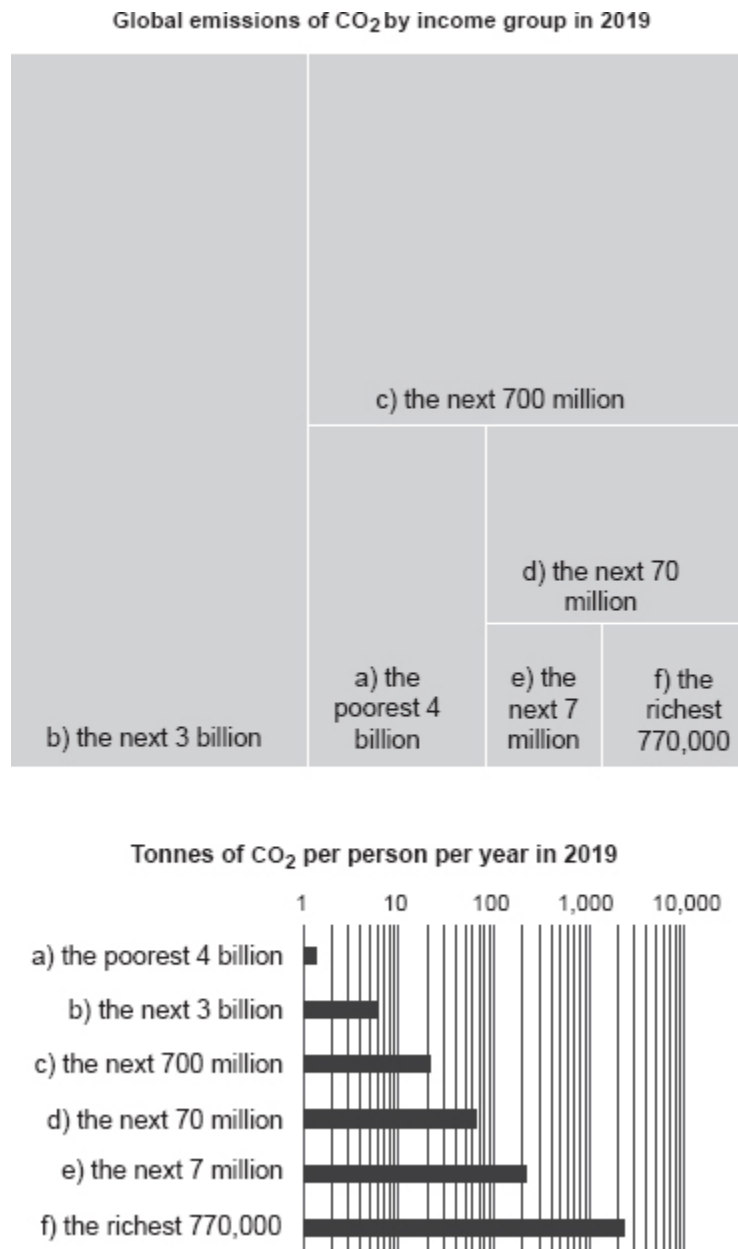 Global emissions of CO₂ by income group in 2019
c) the next 700 million
d) the next 70
million
a) the
poorest 4
billion
e) the
next 7
million
f) the
richest
770,000
b) the next 3 billion
Tonnes of CO₂ per person per year in 2019
1 10 100 1,000 10,000
a) the poorest 4 billion
b) the next 3 billion
c) the next 700 million
d) the next 70 million
e) the next 7 million
f) the richest 770,000